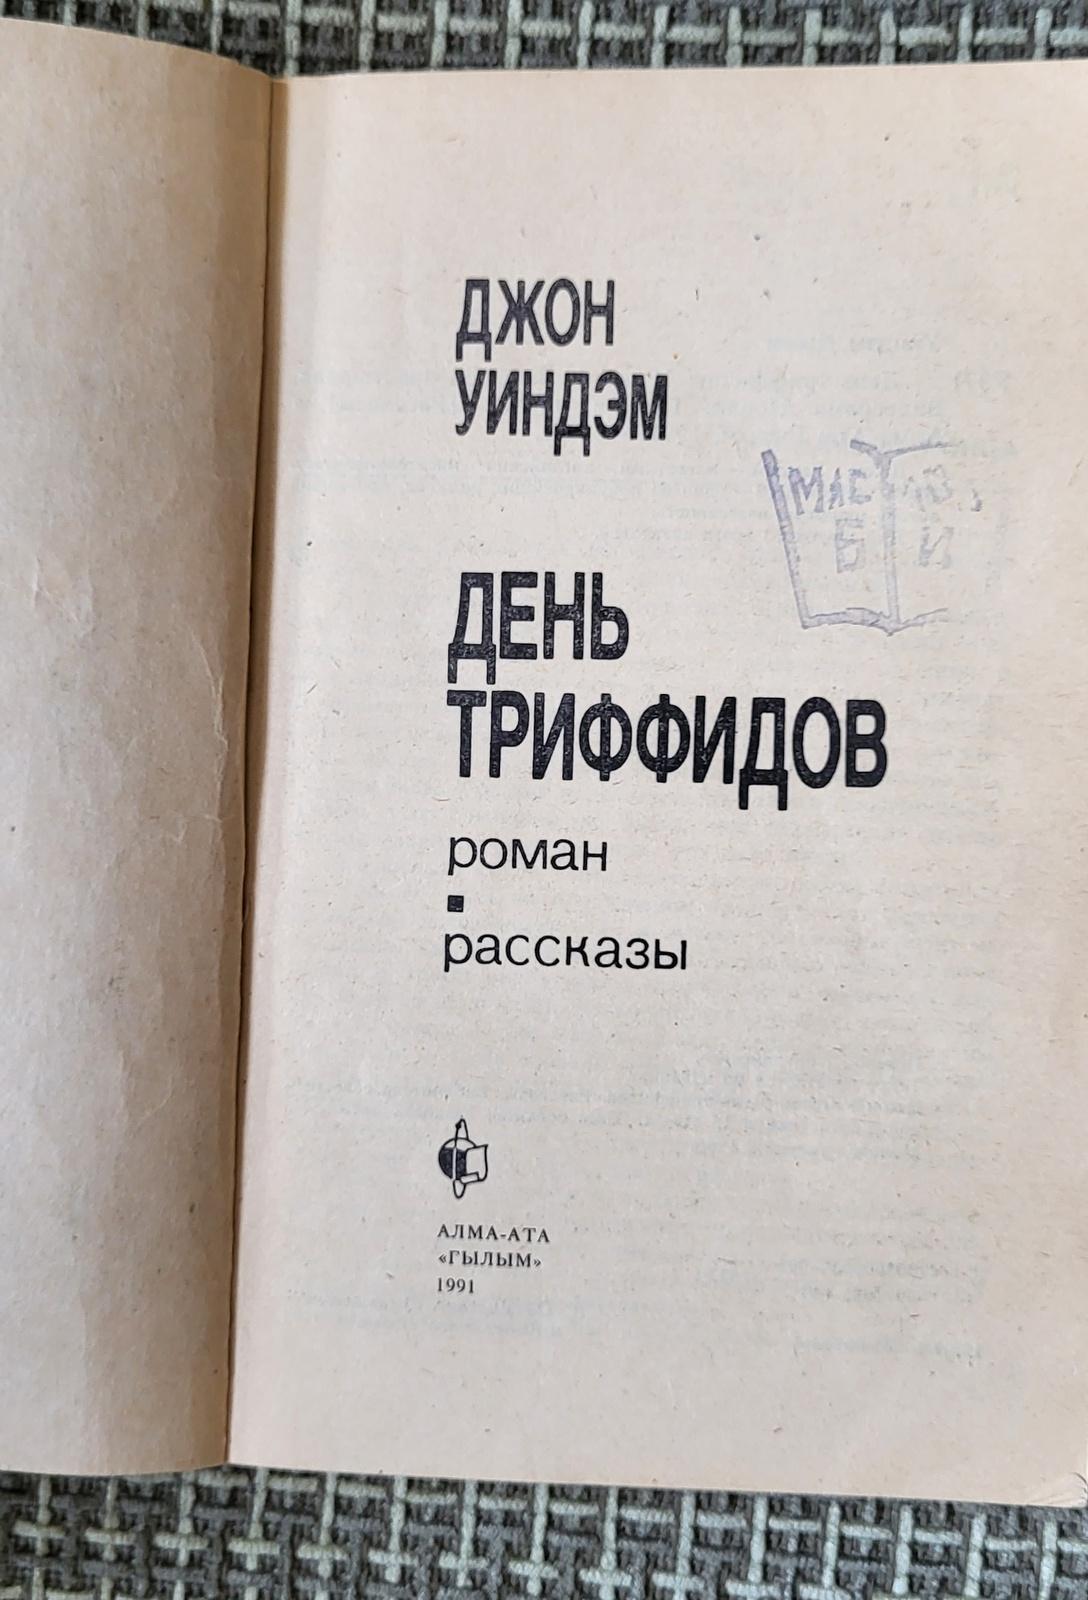 ДЖОН
УИНДЭМ
ДЕНЬ
ТРИФФИДОВ
роман
рассказы
АЛМА-АТА
«ГЫЛЫМ»
1991